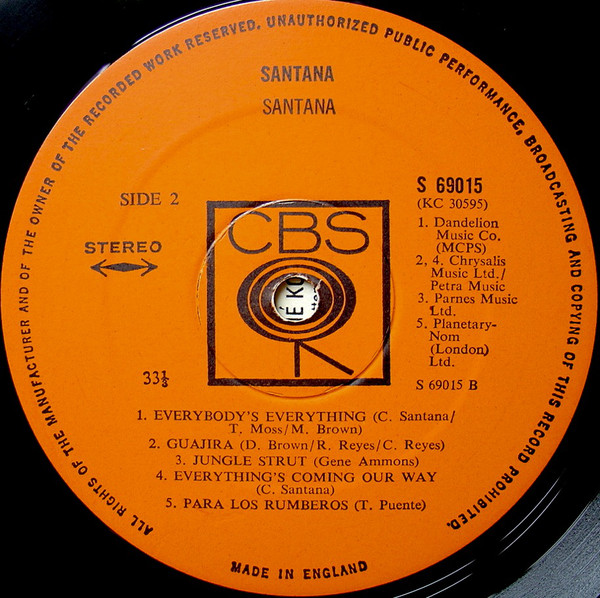 ALL RIGHTS OF THE MANUFACTURER AND OF THE OWNER OF THE RECORDED WORK RESERVED. UNAUTHORIZED PUBLIC PERFORMANCE, BROADCASTING AND COPYING OF THIS RECORD PROHIBITED.
SANTANA
SANTANA
SIDE 2
STEREO
33⅓
CBS
S 69015
(KC 30595)
1. Dandelion
Music Co.
(MCPS)
2, 4. Chrysalis
Music Ltd./
Petra Music
3. Parnes Music
Ltd.
5. Planetary-
Nom
(London)
Ltd.
S 69015 B
1. EVERYBODY'S EVERYTHING (C. Santana/
T. Moss/M. Brown)
2. GUAJIRA (D. Brown/R. Reyes/C. Reyes)
3. JUNGLE STRUT (Gene Ammons)
4. EVERYTHING'S COMING OUR WAY
(C. Santana)
5. PARA LOS RUMBEROS (T. Puente)
MADE IN ENGLAND